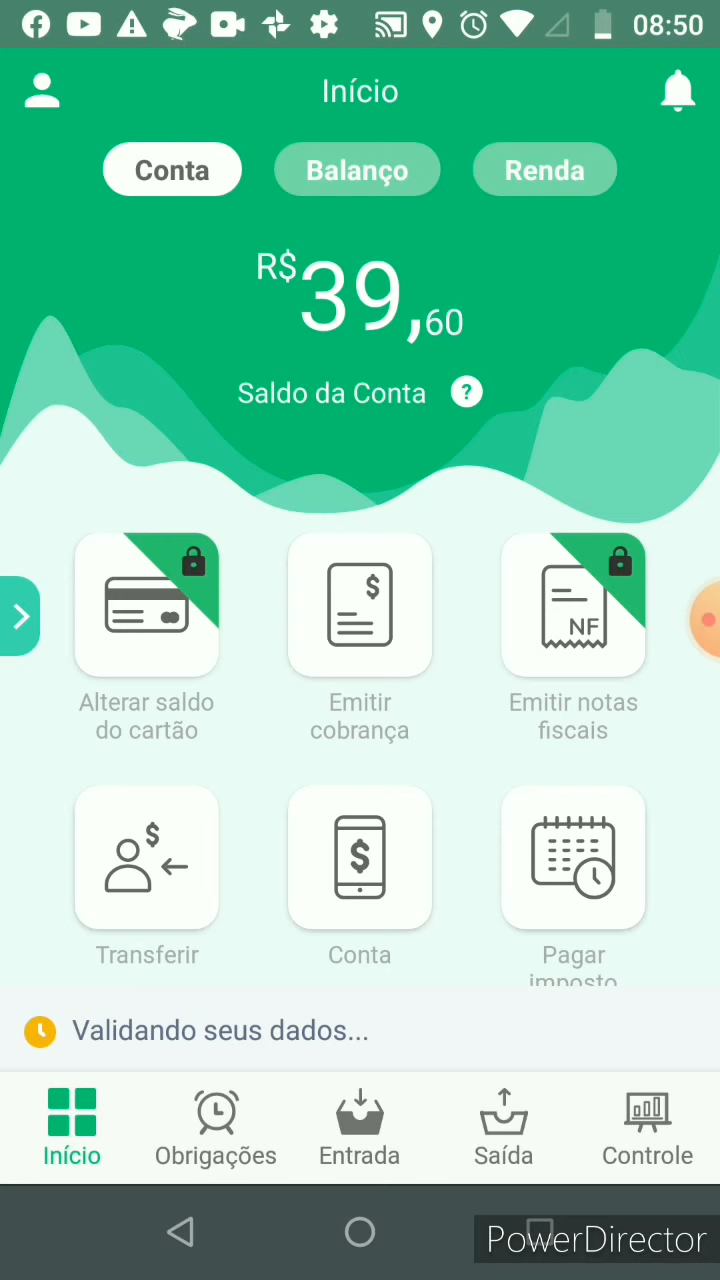 08:50
Início
Conta
Balanço
Renda
R$39,60
Saldo da Conta ?
$
NF
Alterar saldo
do cartão
Emitir
cobrança
Emitir notas
fiscais
$
$
Transferir
Conta
Pagar
imposto
Validando seus dados...
Início
Obrigações
Entrada
Saída
Controle
PowerDirector